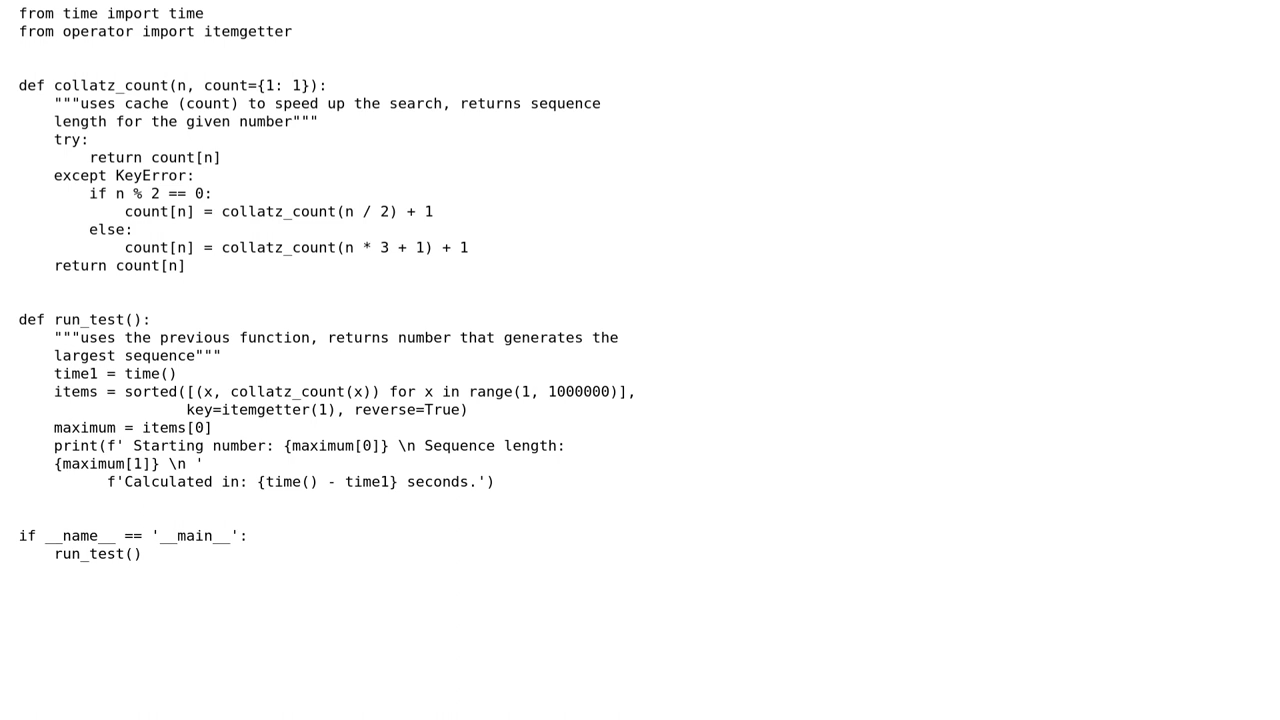 from time import time
from operator import itemgetter


def collatz_count(n, count={1: 1}):
    """uses cache (count) to speed up the search, returns sequence
    length for the given number"""
    try:
        return count[n]
    except KeyError:
        if n % 2 == 0:
            count[n] = collatz_count(n / 2) + 1
        else:
            count[n] = collatz_count(n * 3 + 1) + 1
    return count[n]


def run_test():
    """uses the previous function, returns number that generates the
    largest sequence"""
    time1 = time()
    items = sorted([(x, collatz_count(x)) for x in range(1, 1000000)],
                   key=itemgetter(1), reverse=True)
    maximum = items[0]
    print(f' Starting number: {maximum[0]} \n Sequence length:
    {maximum[1]} \n '
          f'Calculated in: {time() - time1} seconds.')


if __name__ == '__main__':
    run_test()